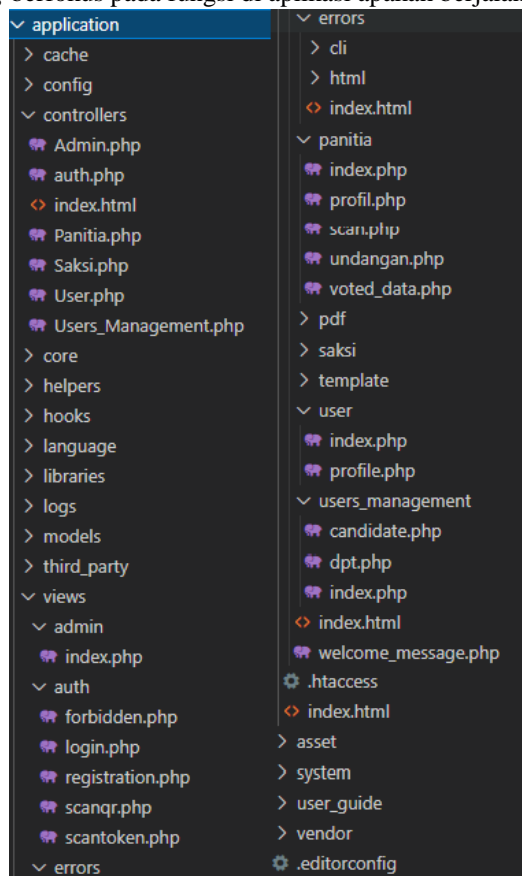 application
cache
config
controllers
Admin.php
auth.php
index.html
Panitia.php
Saksi.php
User.php
Users_Management.php
core
helpers
hooks
language
libraries
logs
models
third_party
views
admin
index.php
auth
forbidden.php
login.php
registration.php
scanqr.php
scantoken.php
errors
errors
cli
html
index.html
panitia
index.php
profil.php
scan.php
undangan.php
voted_data.php
pdf
saksi
template
user
index.php
profile.php
users_management
candidate.php
dpt.php
index.php
index.html
welcome_message.php
.htaccess
index.html
asset
system
user_guide
vendor
.editorconfig